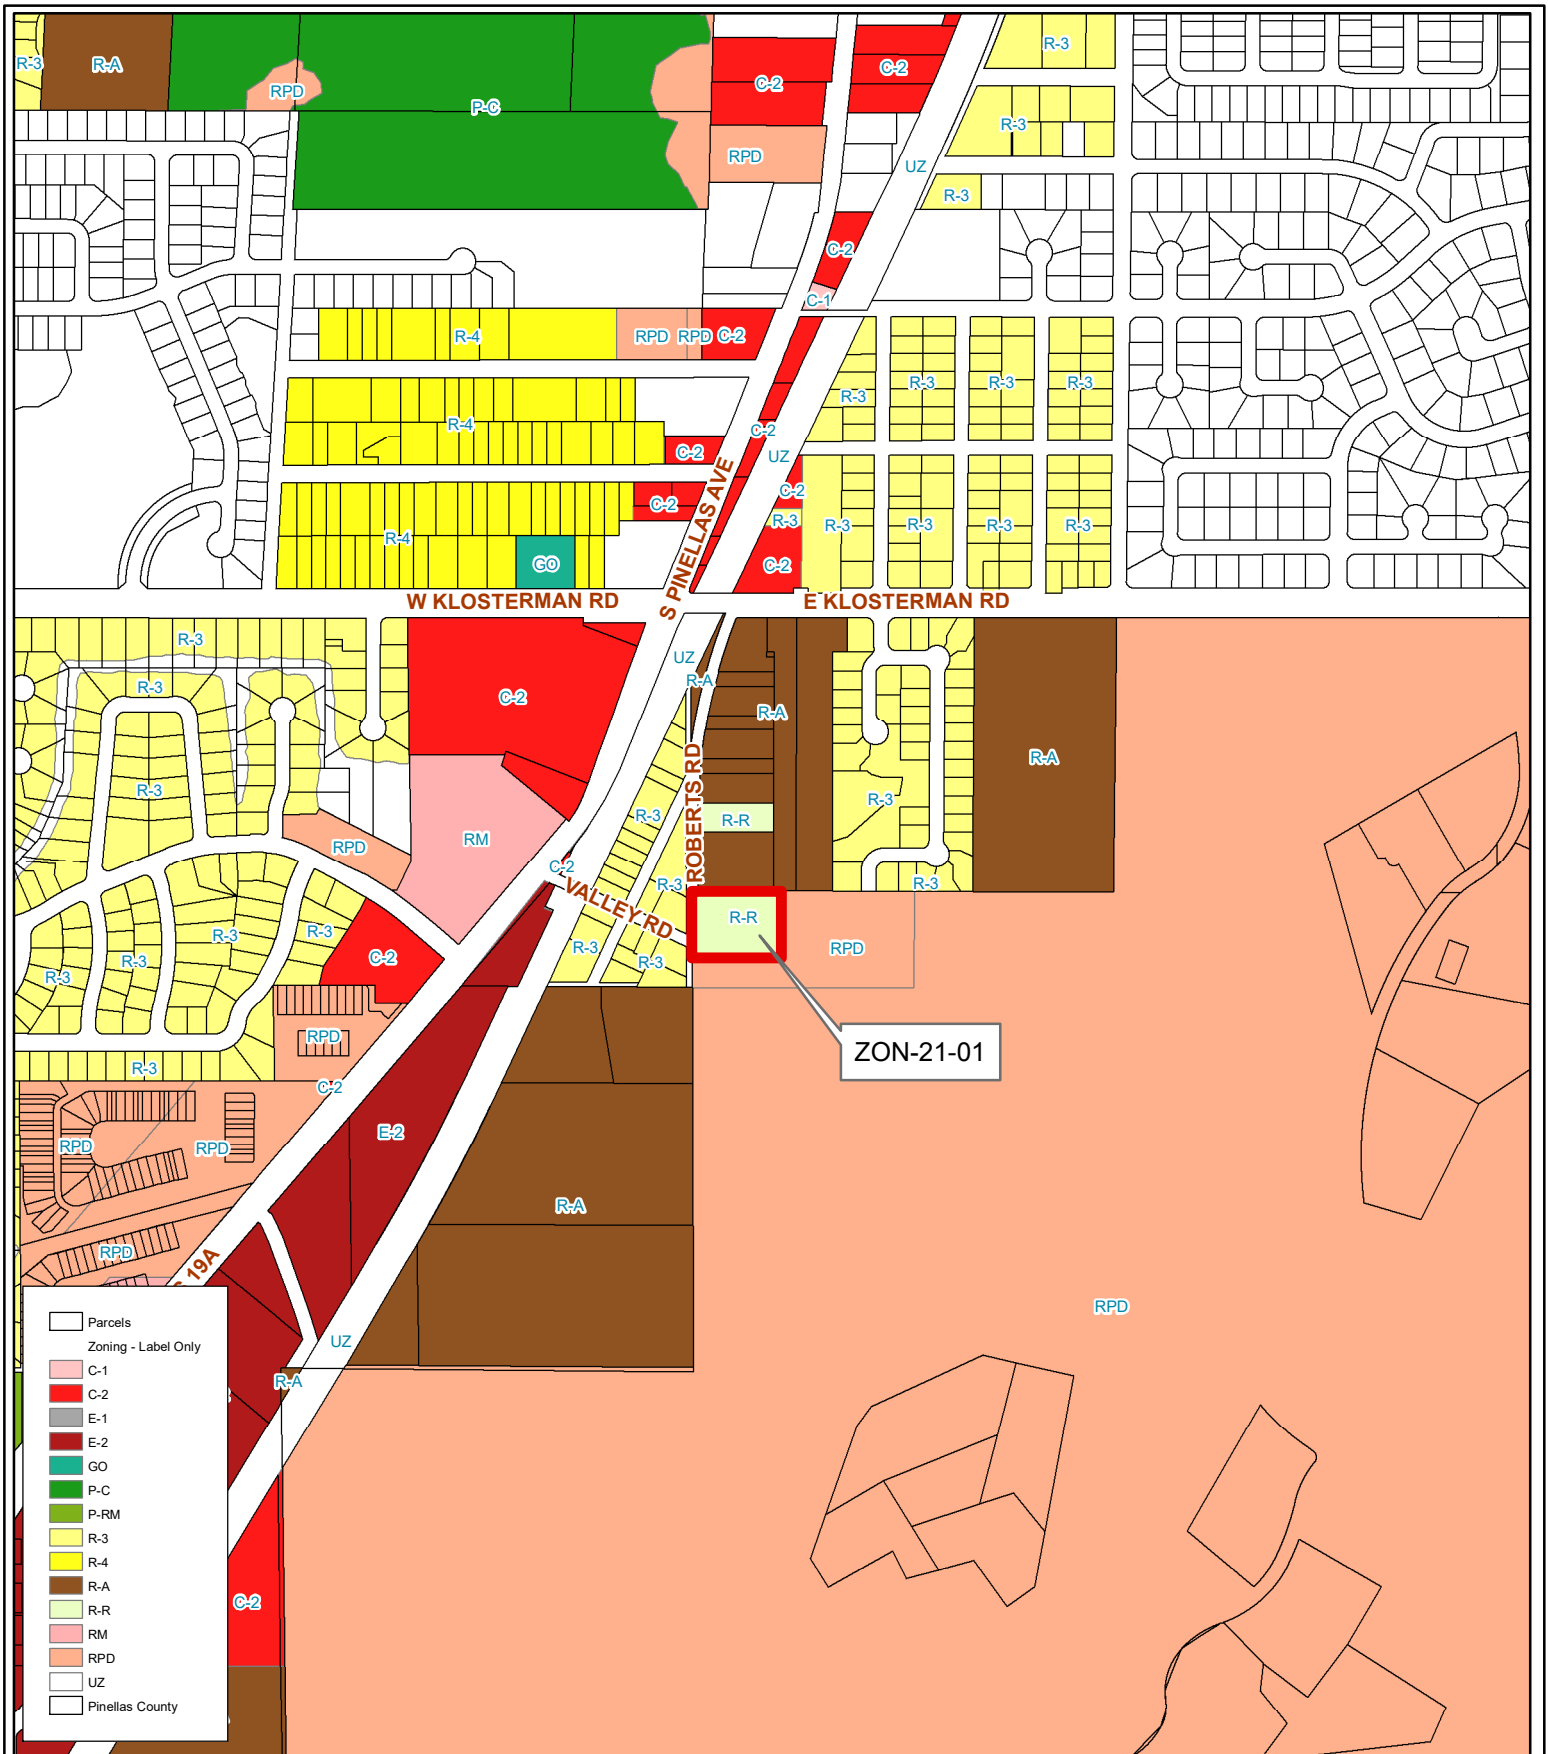 R-3
R-A
RPD
P-C
C-2
C-2
R-3
R-3
RPD
UZ
R-3
C-2
C-1
R-4
RPD
RPD
C-2
R-3
R-3
R-3
R-3
R-4
C-2
C-2
UZ
C-2
C-2
R-3
R-3
R-3
R-3
R-3
R-4
GO
C-2
S PINELLAS AVE
W KLOSTERMAN RD
E KLOSTERMAN RD
R-3
UZ
R-A
R-3
C-2
R-A
R-A
R-3
R-3
R-3
RPD
RM
R-R
ROBERTS RD
C-2
R-3
R-3
VALLEY RD
R-R
R-3
R-3
C-2
R-3
RPD
R-3
R-3
R-3
ZON-21-01
RPD
R-3
C-2
E-2
RPD
RPD
R-A
RPD
19A
RPD
UZ
R-A
C-2
Parcels
Zoning - Label Only
C-1
C-2
E-1
E-2
GO
P-C
P-RM
R-3
R-4
R-A
R-R
RM
RPD
UZ
Pinellas County